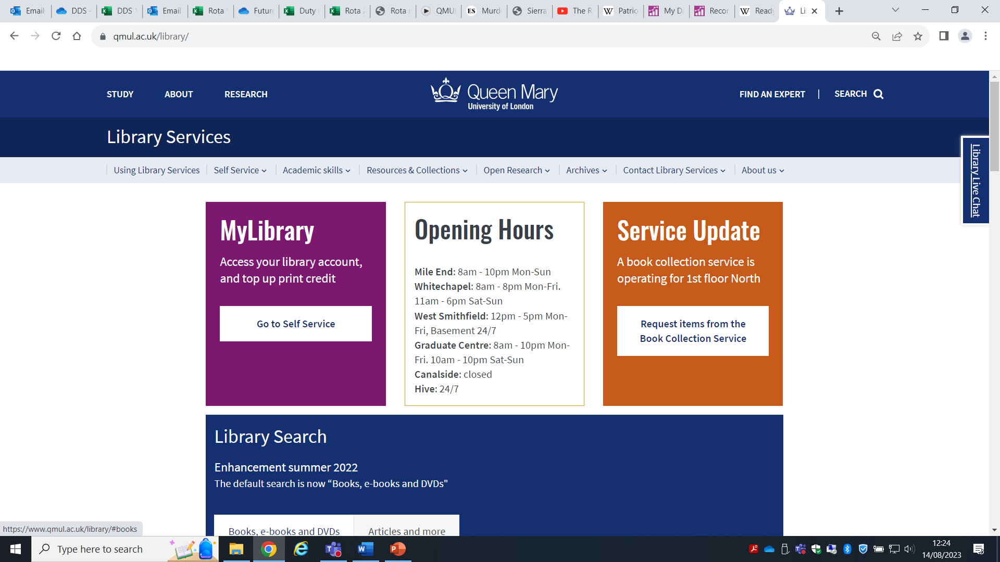 Email
DDS -
DDS 1
Email
Rota
Futur
Duty
Rota
Rota
QMUL
Murd
Sierra
The R
Patrio
My D
Recor
Ready
Li
qmul.ac.uk/library/
STUDY
ABOUT
RESEARCH
Queen Mary
University of London
FIND AN EXPERT
SEARCH
Library Services
Using Library Services
Self Service
Academic skills
Resources & Collections
Open Research
Archives
Contact Library Services
About us
Library Live Chat
MyLibrary
Access your library account,
and top up print credit
Go to Self Service
Opening Hours
Mile End: 8am - 10pm Mon-Sun
Whitechapel: 8am - 8pm Mon-Fri.
11am - 6pm Sat-Sun
West Smithfield: 12pm - 5pm Mon-
Fri, Basement 24/7
Graduate Centre: 8am - 10pm Mon-
Fri. 10am - 10pm Sat-Sun
Canalside: closed
Hive: 24/7
Service Update
A book collection service is
operating for 1st floor North
Request items from the
Book Collection Service
Library Search
Enhancement summer 2022
The default search is now “Books, e-books and DVDs"
Books, e-books and DVDs
Articles and more
https://www.qmul.ac.uk/library/#books
Type here to search
12:24
14/08/2023